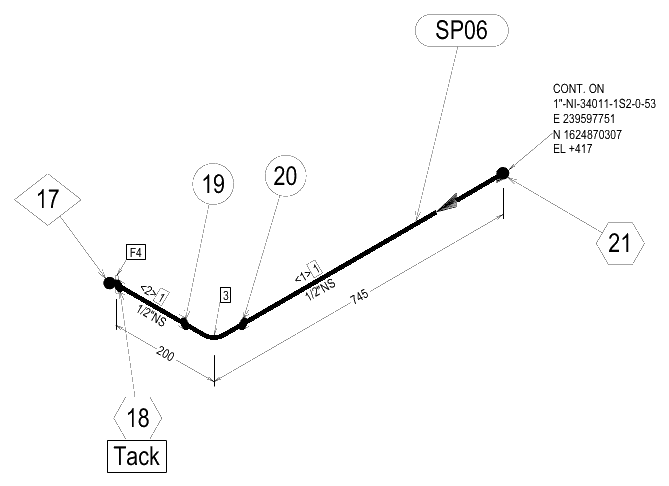 SP06
CONT. ON
1"-NI-34011-1S2-0-53
E 239597751
N 1624870307
EL +417
17
19
20
21
F4
<2> 1
1/2"NS
3
<1> 1
1/2"NS
745
200
18
Tack